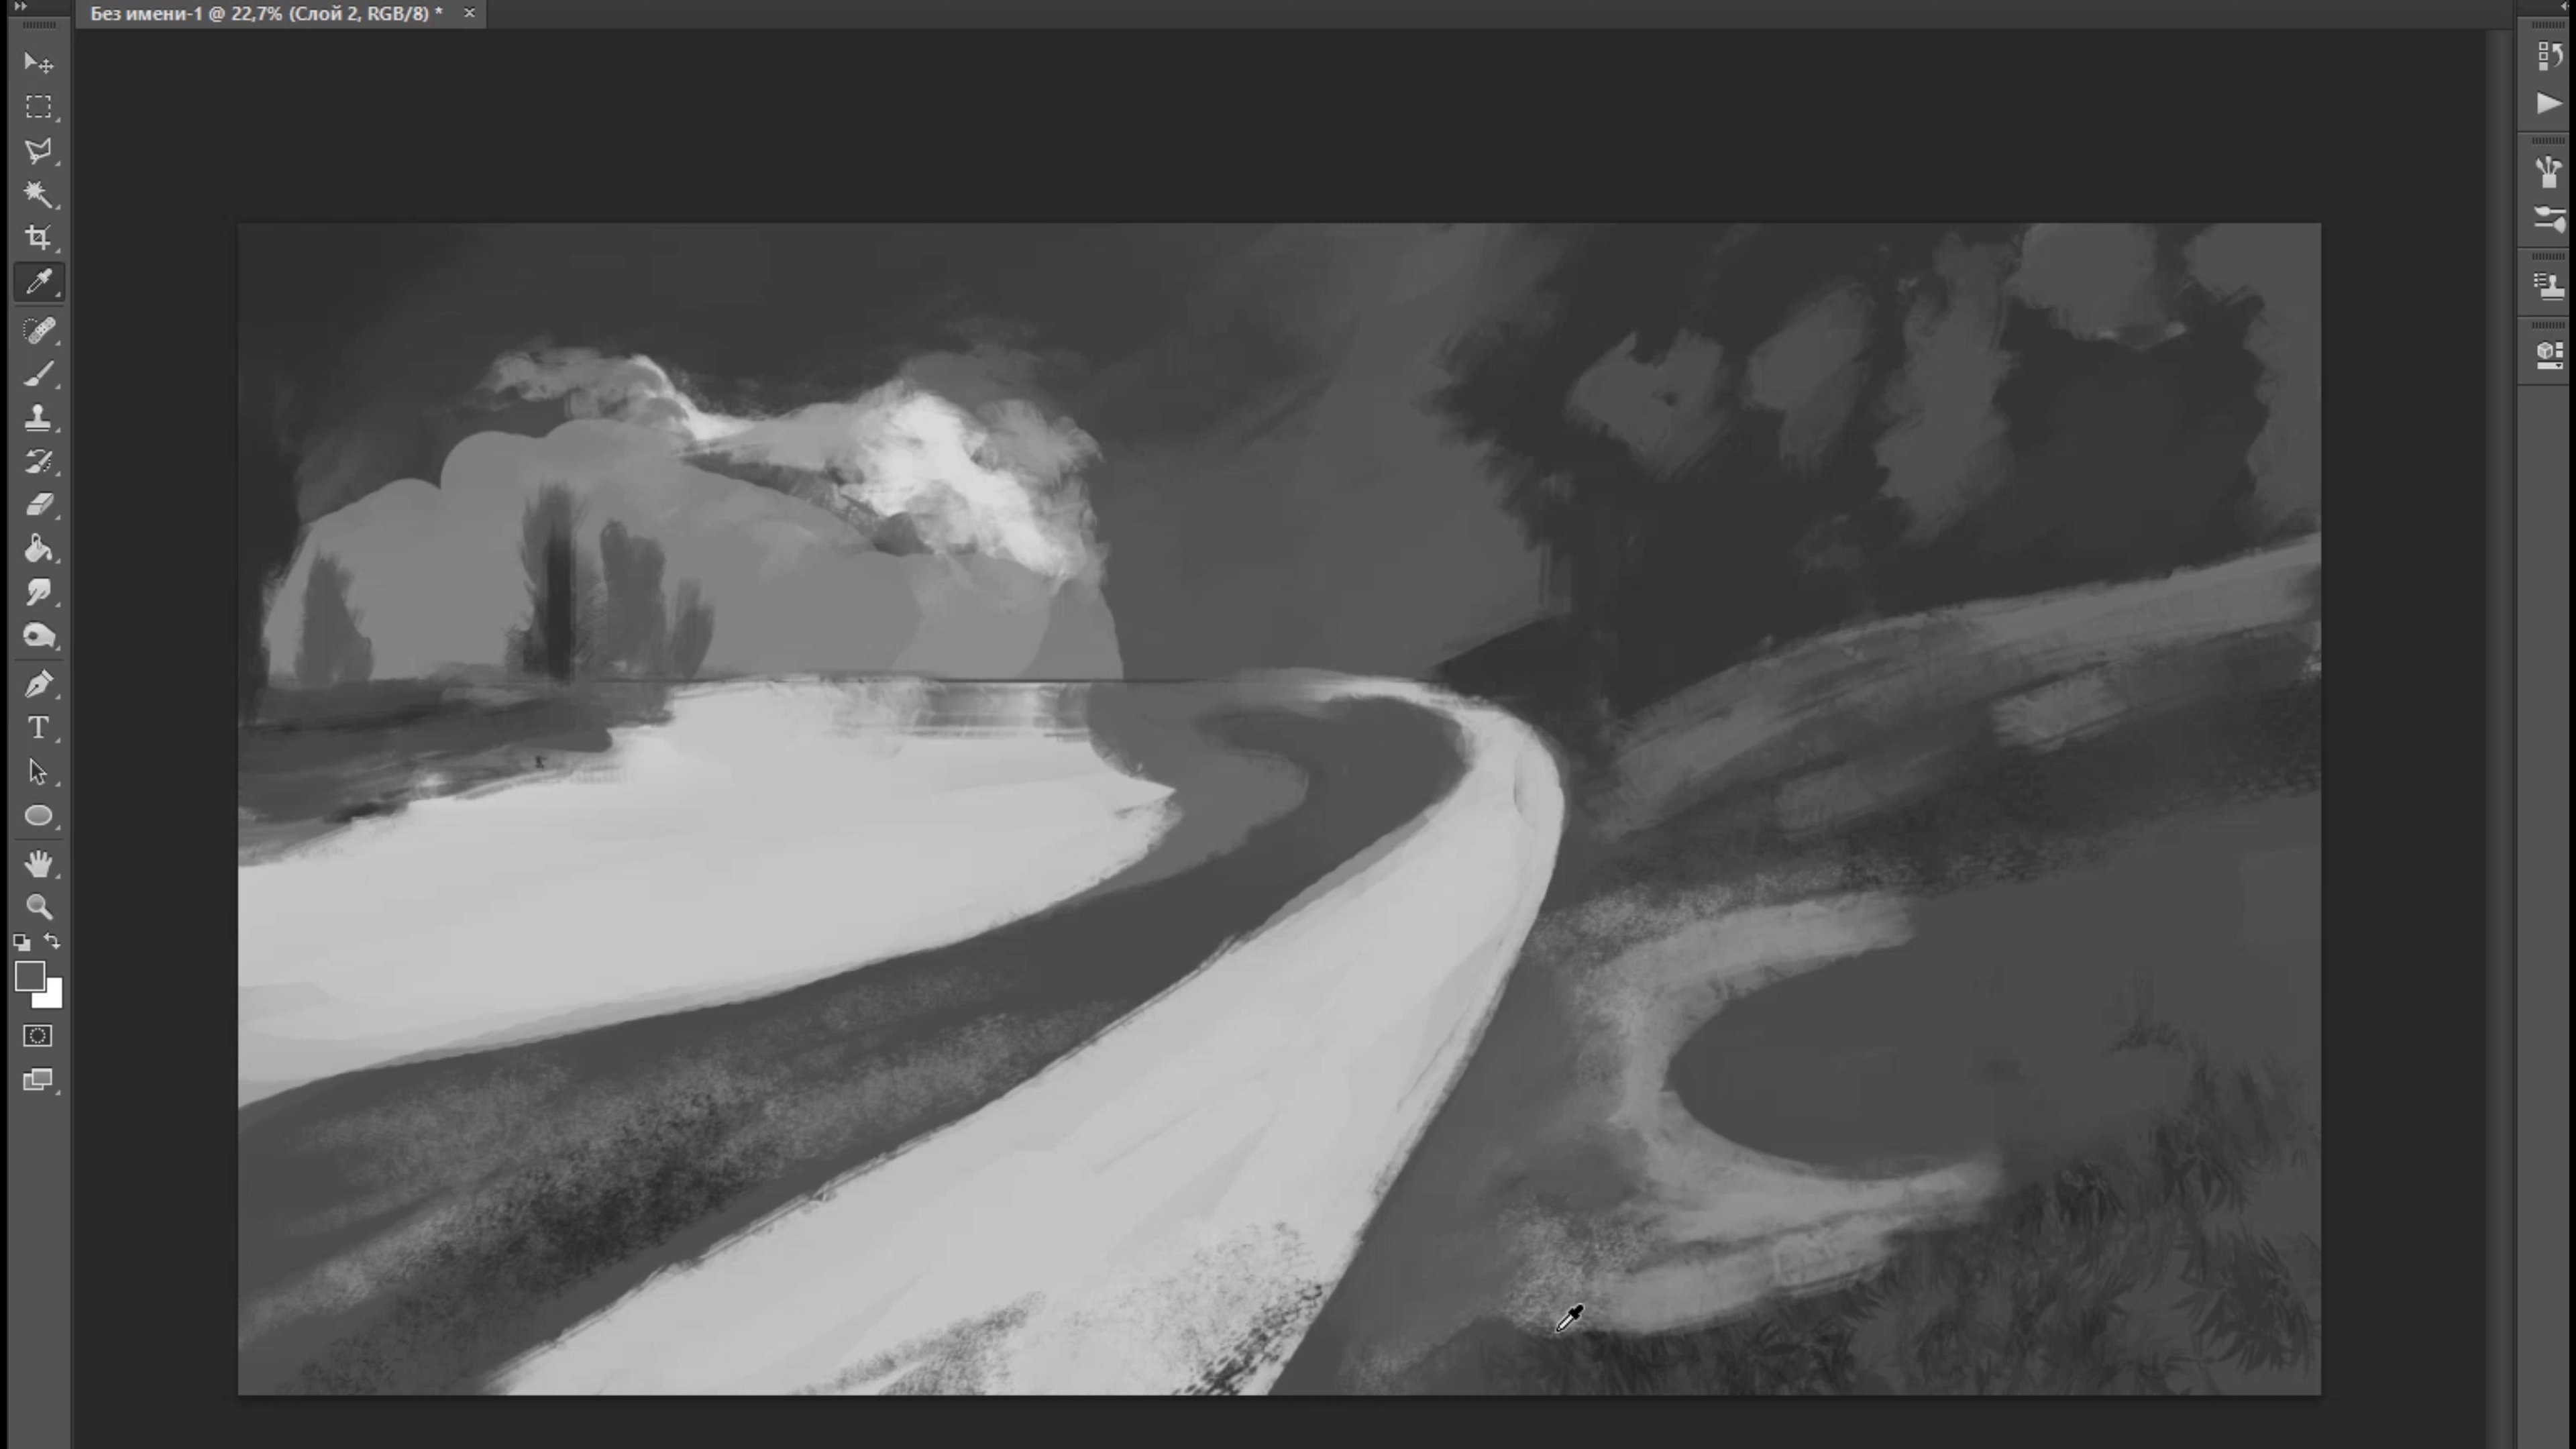 Без имени-1 @ 22,7% (Слой 2, RGB/8) *